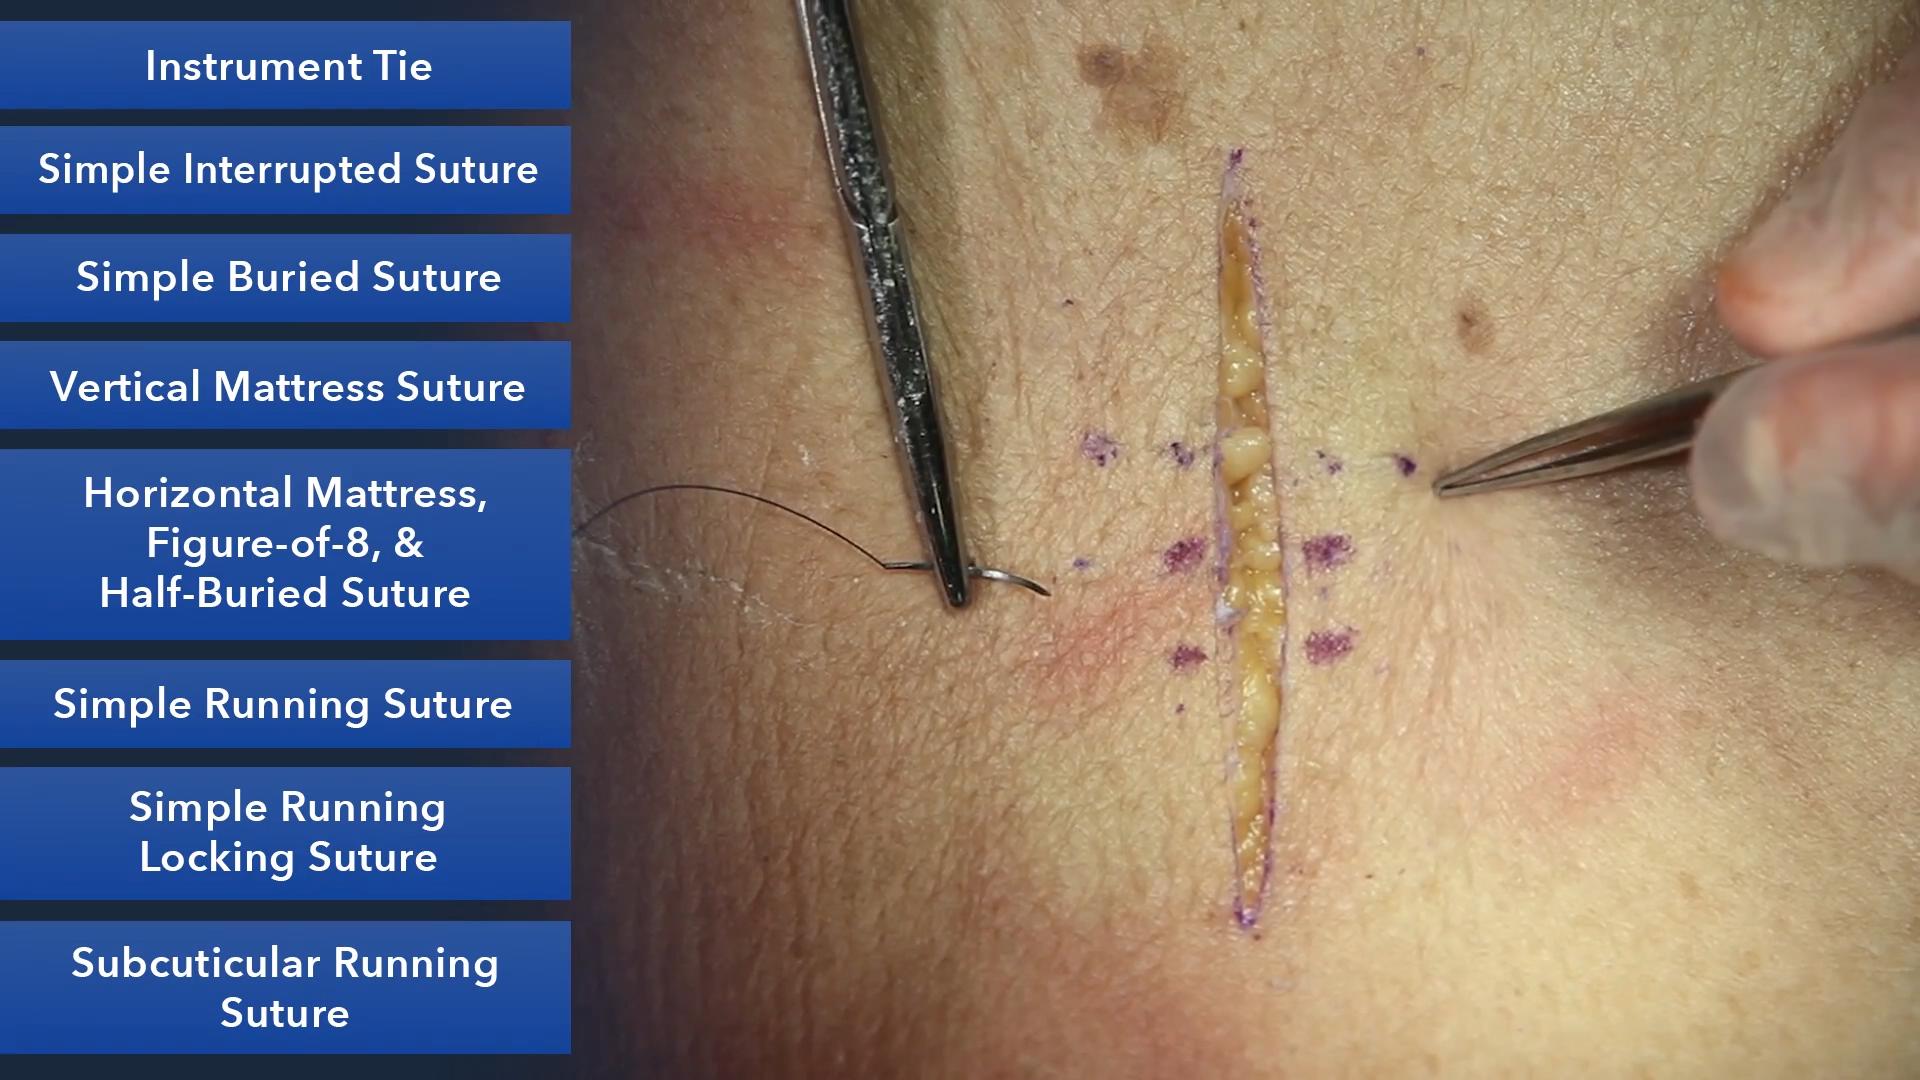 Instrument Tie
Simple Interrupted Suture
Simple Buried Suture
Vertical Mattress Suture
Horizontal Mattress,
Figure-of-8, &
Half-Buried Suture
Simple Running Suture
Simple Running
Locking Suture
Subcuticular Running
Suture